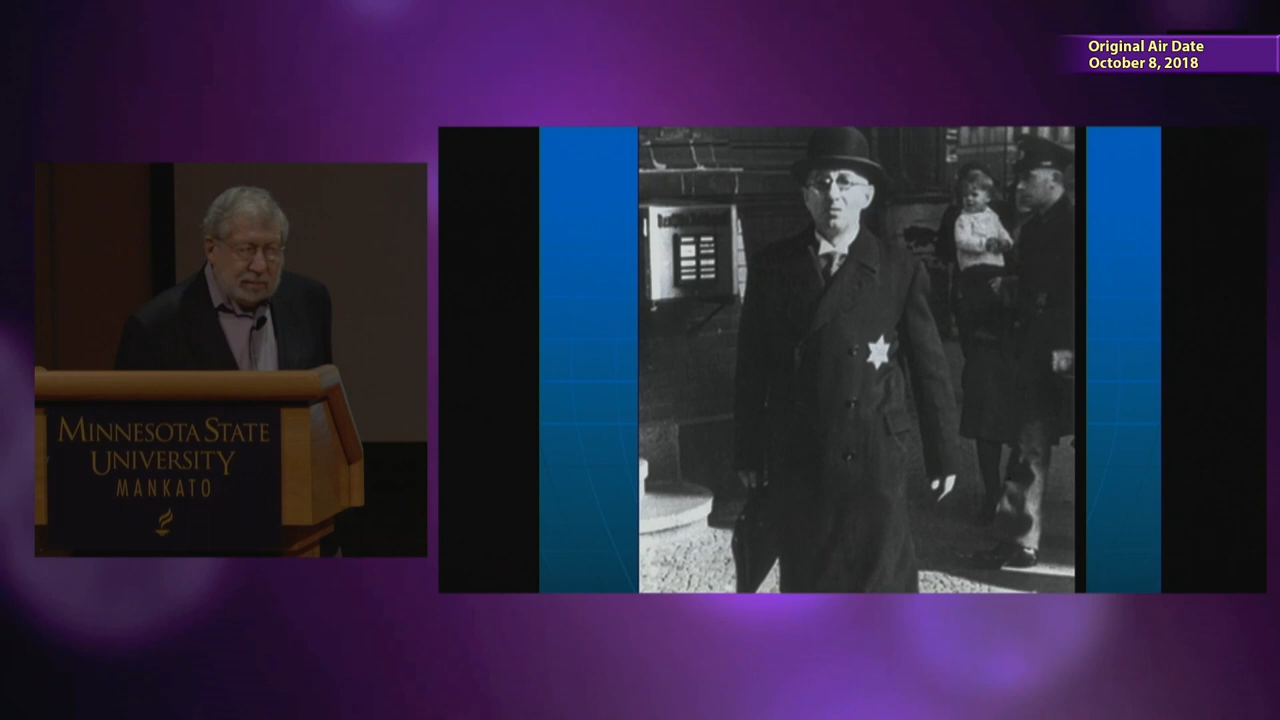 Original Air Date
October 8, 2018
MINNESOTA STATE
UNIVERSITY
MANKATO